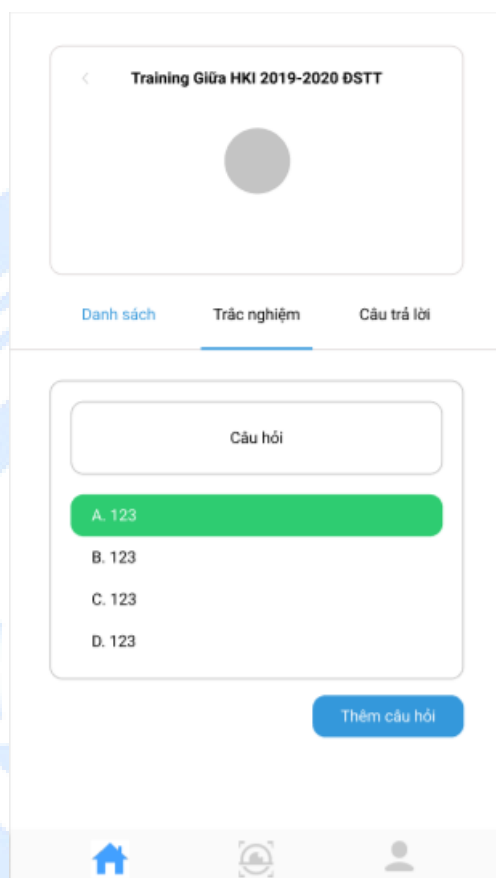 Training Giữa HKI 2019-2020 ĐSTT
Danh sách Trắc nghiệm Câu trả lời
Câu hỏi
A. 123
B. 123
C. 123
D. 123
Thêm câu hỏi